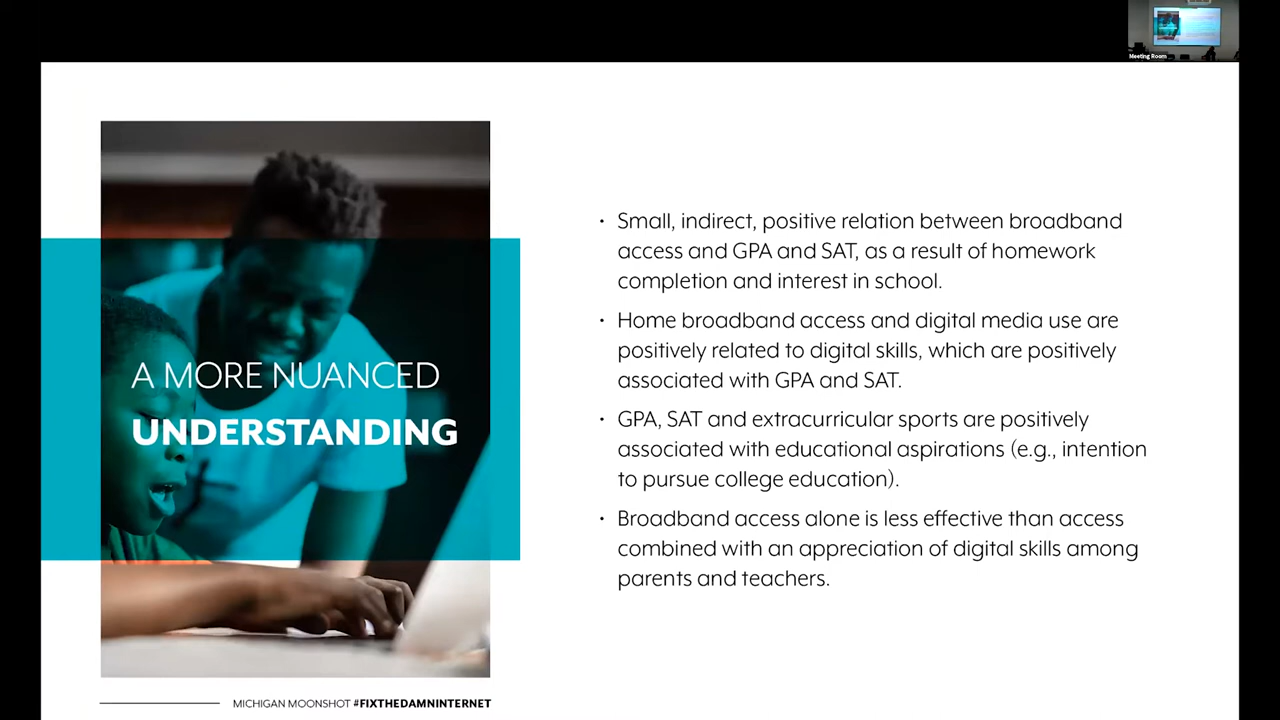 Meeting Room
A MORE NUANCED
UNDERSTANDING
• Small, indirect, positive relation between broadband
access and GPA and SAT, as a result of homework
completion and interest in school.
• Home broadband access and digital media use are
positively related to digital skills, which are positively
associated with GPA and SAT.
• GPA, SAT and extracurricular sports are positively
associated with educational aspirations (e.g., intention
to pursue college education).
• Broadband access alone is less effective than access
combined with an appreciation of digital skills among
parents and teachers.
MICHIGAN MOONSHOT #FIXTHEDAMNINTERNET